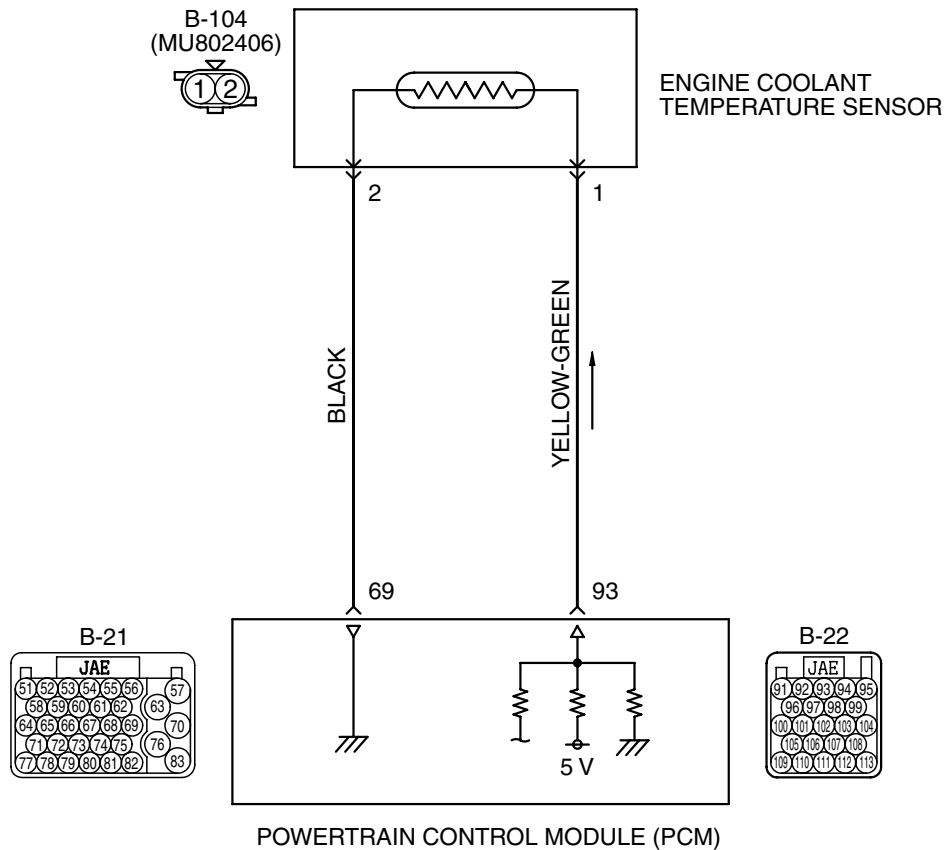 B-104
(MU802406)
1 2
ENGINE COOLANT
TEMPERATURE SENSOR
2
1
BLACK
YELLOW-GREEN
69
93
B-21
JAE
51 52 53 54 55 56 57
58 59 60 61 62 63
64 65 66 67 68 69 70
71 72 73 74 75 76
77 78 79 80 81 82 83
5 V
B-22
JAE
91 92 93 94 95
96 97 98 99
100 101 102 103 104
105 106 107 108
109 110 111 112 113
POWERTRAIN CONTROL MODULE (PCM)